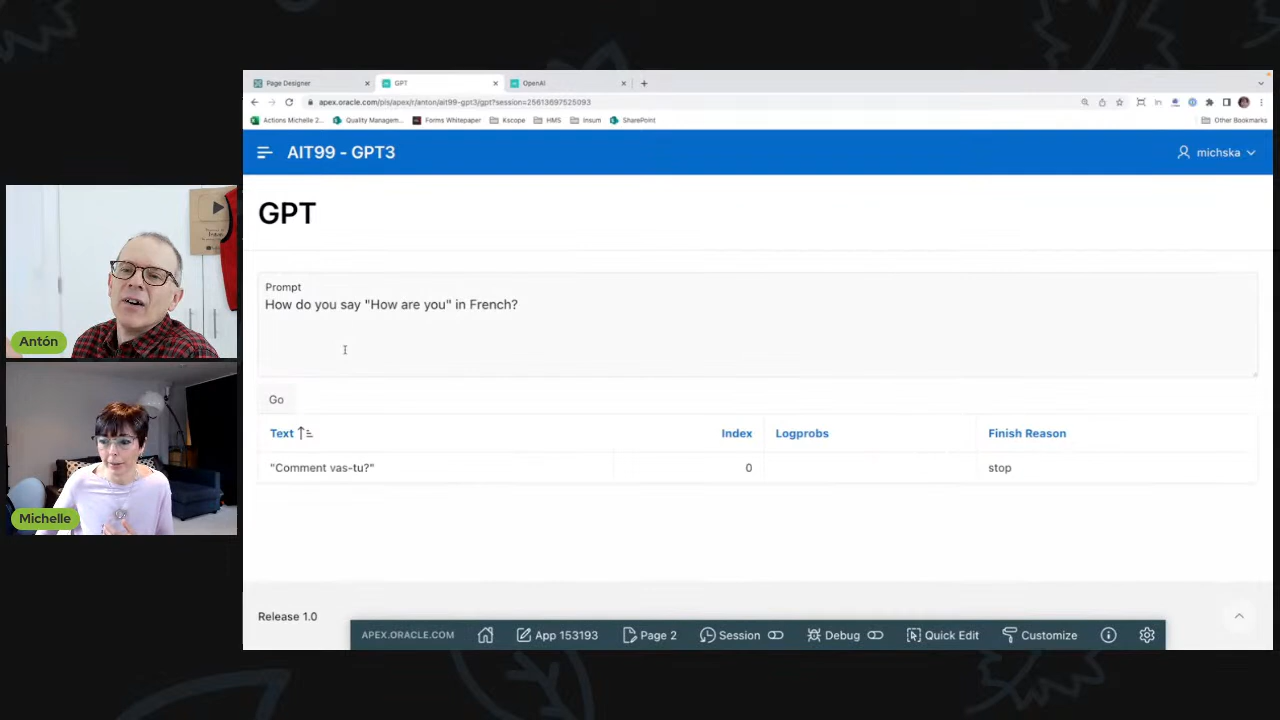 Page Designer
GPT
OpenAI
apex.oracle.com/pls/apex/r/anton/ait99-gpt3/gpt?session=25613697525093
Actions Michelle 2...
Quality Managem...
Forms Whitepaper
Kscope
HMS
Insum
SharePoint
Other Bookmarks
AIT99 - GPT3
michska
GPT
Prompt
How do you say "How are you" in French?
Go
Text
Index
Logprobs
Finish Reason
"Comment vas-tu?"
0
stop
Release 1.0
APEX.ORACLE.COM
App 153193
Page 2
Session
Debug
Quick Edit
Customize
Antón
Michelle